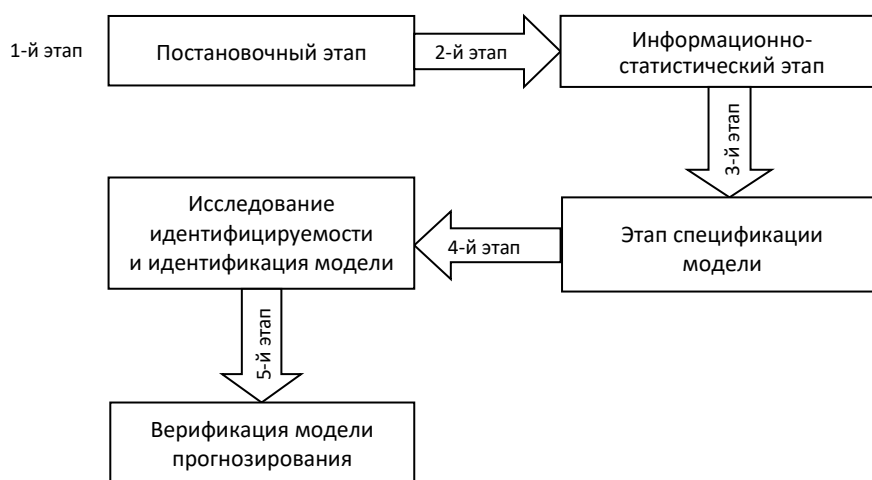 1-й этап
Постановочный этап
2-й этап
Информационно-
статистический этап
3-й этап
Этап спецификации
модели
4-й этап
Исследование
идентифицируемости
и идентификация модели
5-й этап
Верификация модели
прогнозирования